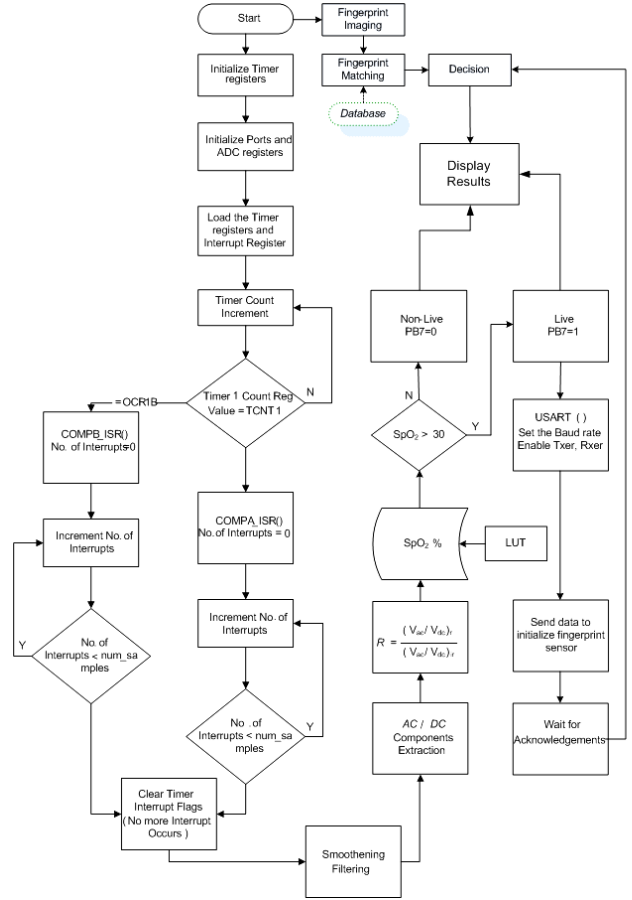 Start
Fingerprint
Imaging
Fingerprint
Matching
Decision
Database
Initialize Timer
registers
Initialize Ports and
ADC registers
Load the Timer
registers and
Interrupt Register
Timer Count
Increment
Timer 1 Count Reg
Value = TCNT1
N
=OCR1B
COMPB_ISR()
No. of Interrupts=0
Increment No. of
Interrupts
No. of
Interrupts < num_sa
mples
Y
COMPA_ISR()
No. of Interrupts = 0
Increment No. of
Interrupts
No. of
Interrupts < num_sa
mples
Y
Clear Timer
Interrupt Flags
(No more Interrupt
Occurs)
Smoothening
Filtering
AC / DC
Components
Extraction
R = (Vac/ Vdc)r
(Vac/ Vdc)ir
SpO2 %
LUT
SpO2 > 30
N
Y
Non-Live
PB7=0
Live
PB7=1
Display
Results
USART ( )
Set the Baud rate
Enable Txer, Rxer
Send data to
initialize fingerprint
sensor
Wait for
Acknowledgements